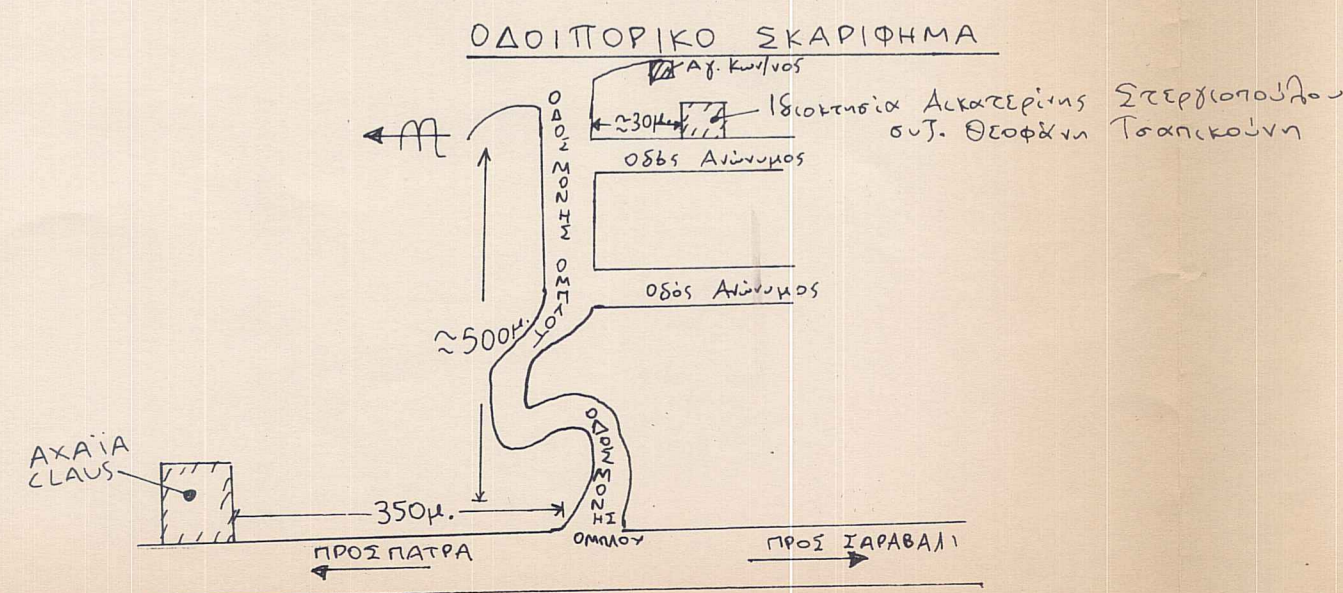 ΟΔΟΙΠΟΡΙΚΟ ΣΚΑΡΙΦΗΜΑ
Αγ. Κων/νος
Ιδιοκτησία Αικατερίνης Στεργιοπούλου
συζ. Θεοφάνη Τσαπικούνη
≈30μ.
Οδός Ανώνυμος
ΟΔΟΣ ΜΟΝΗΣ ΟΜΠΛΟΥ
Οδός Ανώνυμος
≈500μ.
ΟΔΟΣ ΜΟΝΗΣ
ΟΜΠΛΟΥ
ΑΧΑΪΑ
CLAUS
350μ.
ΠΡΟΣ ΠΑΤΡΑ
ΠΡΟΣ ΣΑΡΑΒΑΛΙ